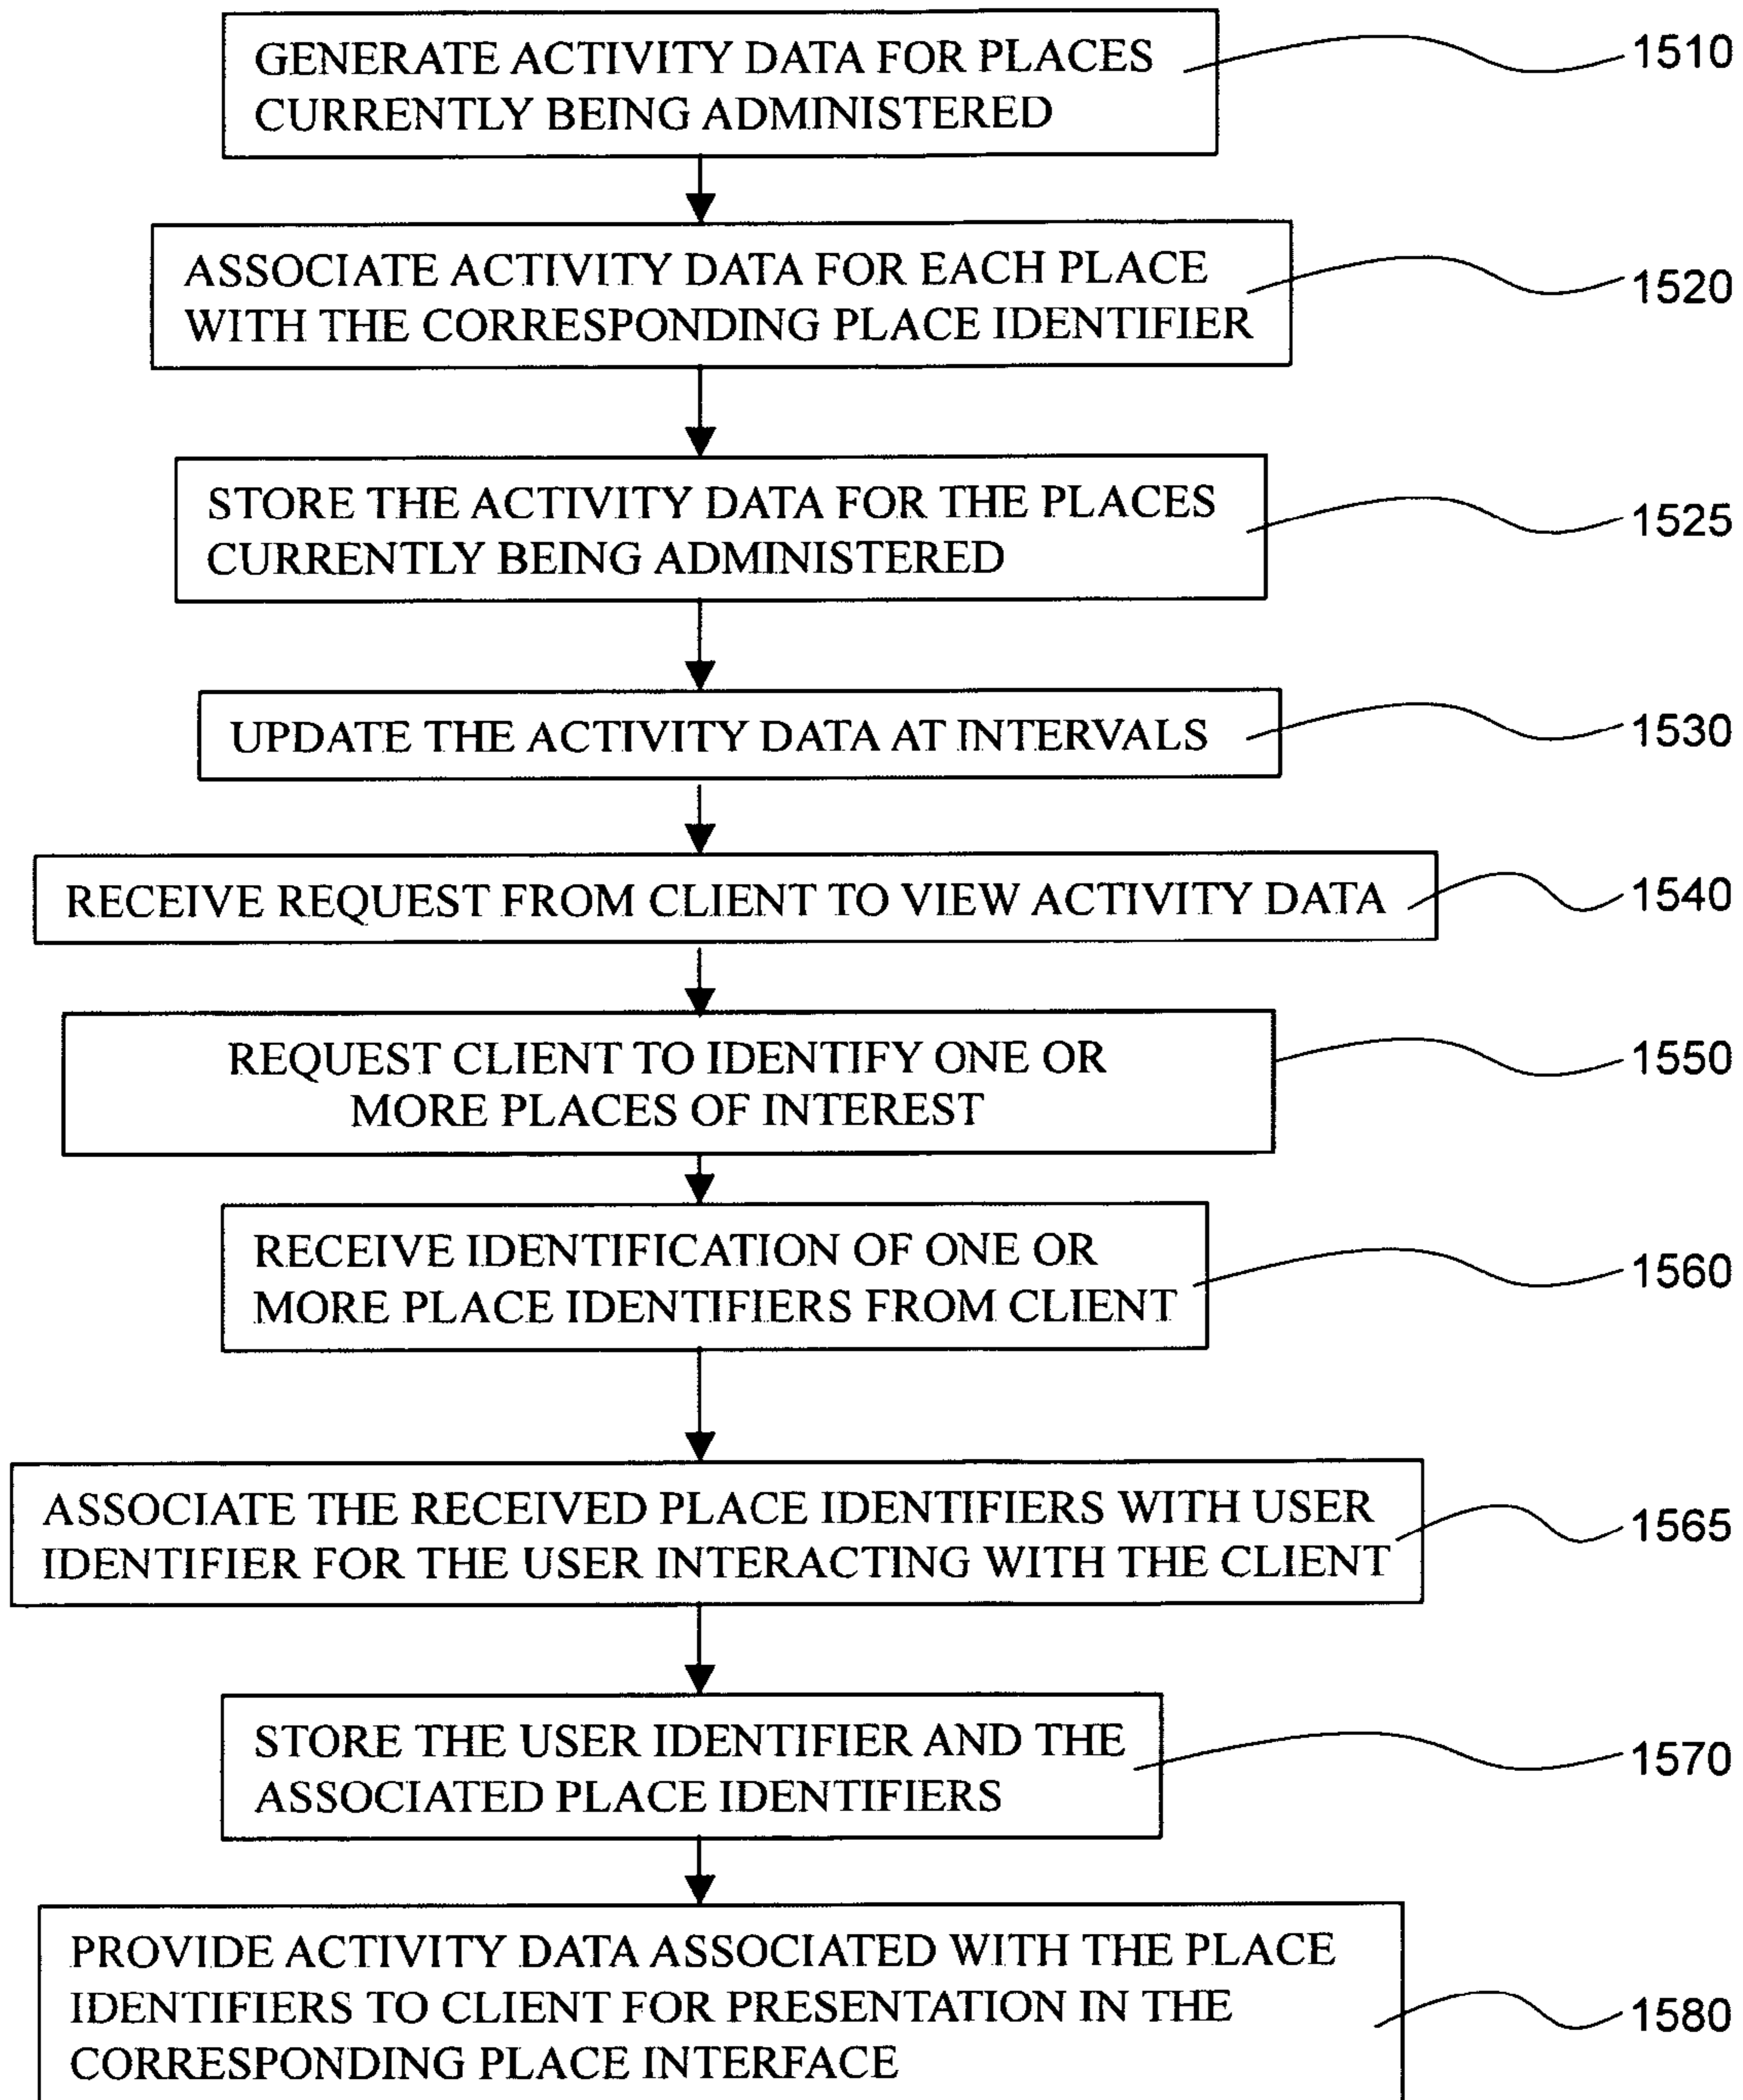 GENERATE ACTIVITY DATA FOR PLACES
CURRENTLY BEING ADMINISTERED
1510
ASSOCIATE ACTIVITY DATA FOR EACH PLACE
WITH THE CORRESPONDING PLACE IDENTIFIER
1520
STORE THE ACTIVITY DATA FOR THE PLACES
CURRENTLY BEING ADMINISTERED
1525
UPDATE THE ACTIVITY DATA AT INTERVALS
1530
RECEIVE REQUEST FROM CLIENT TO VIEW ACTIVITY DATA
1540
REQUEST CLIENT TO IDENTIFY ONE OR
MORE PLACES OF INTEREST
1550
RECEIVE IDENTIFICATION OF ONE OR
MORE PLACE IDENTIFIERS FROM CLIENT
1560
ASSOCIATE THE RECEIVED PLACE IDENTIFIERS WITH USER
IDENTIFIER FOR THE USER INTERACTING WITH THE CLIENT
1565
STORE THE USER IDENTIFIER AND THE
ASSOCIATED PLACE IDENTIFIERS
1570
PROVIDE ACTIVITY DATA ASSOCIATED WITH THE PLACE
IDENTIFIERS TO CLIENT FOR PRESENTATION IN THE
CORRESPONDING PLACE INTERFACE
1580